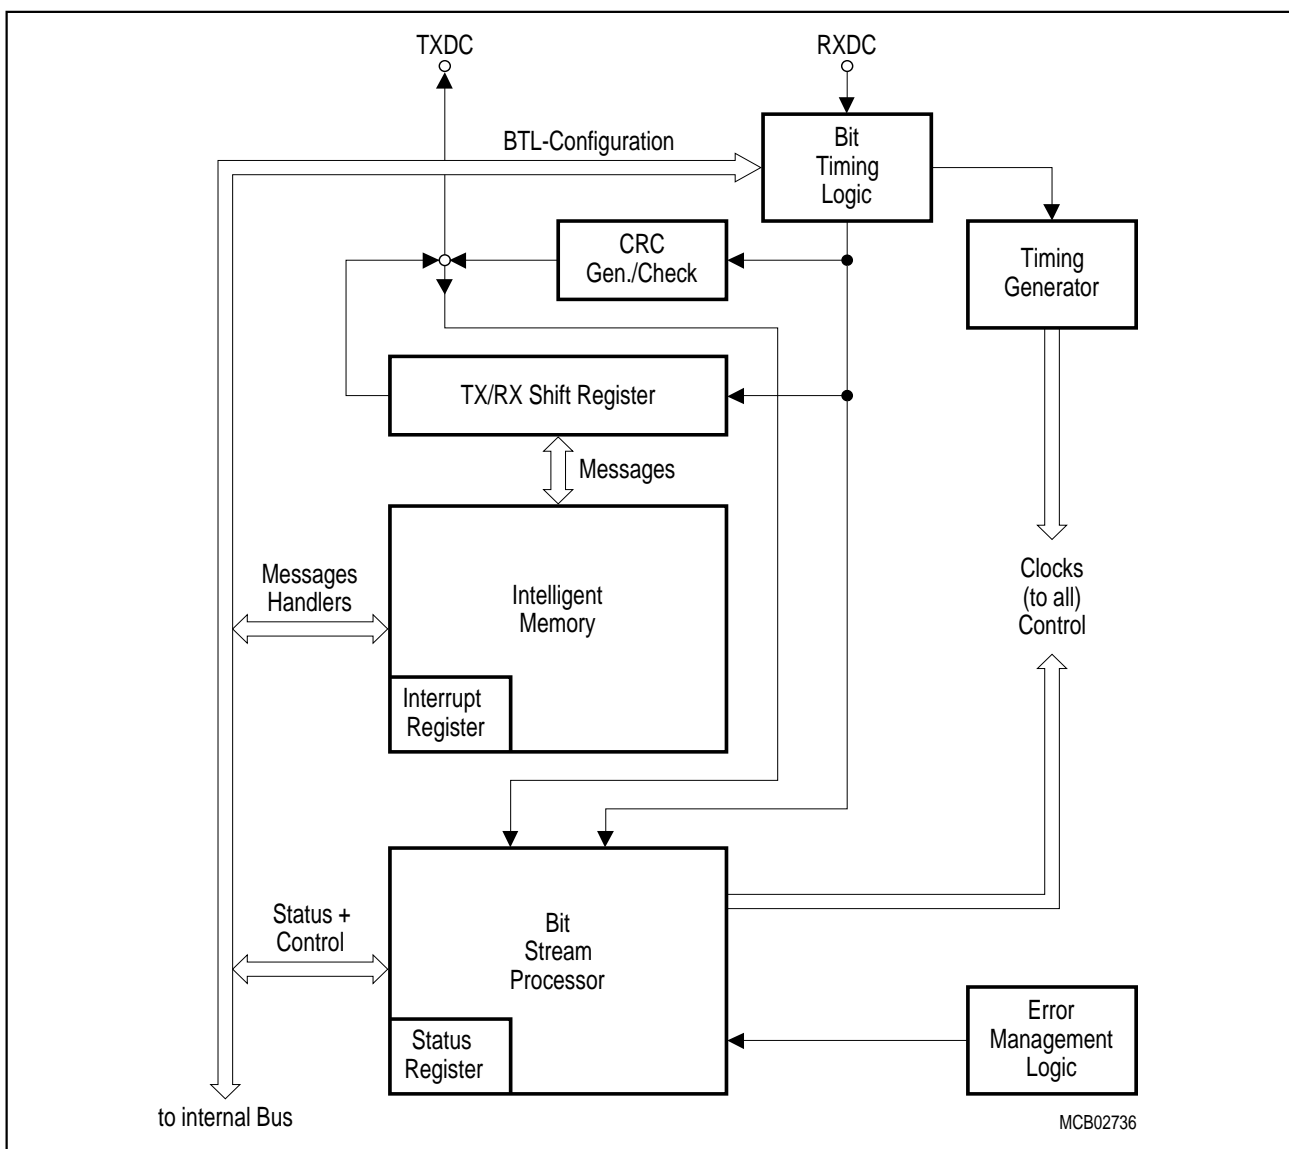 TXDC
RXDC
BTL-Configuration
Bit
Timing
Logic
CRC
Gen./Check
Timing
Generator
TX/RX Shift Register
Messages
Messages
Handlers
Intelligent
Memory
Clocks
(to all)
Control
Interrupt
Register
Status +
Control
Bit
Stream
Processor
Status
Register
Error
Management
Logic
to internal Bus
MCB02736